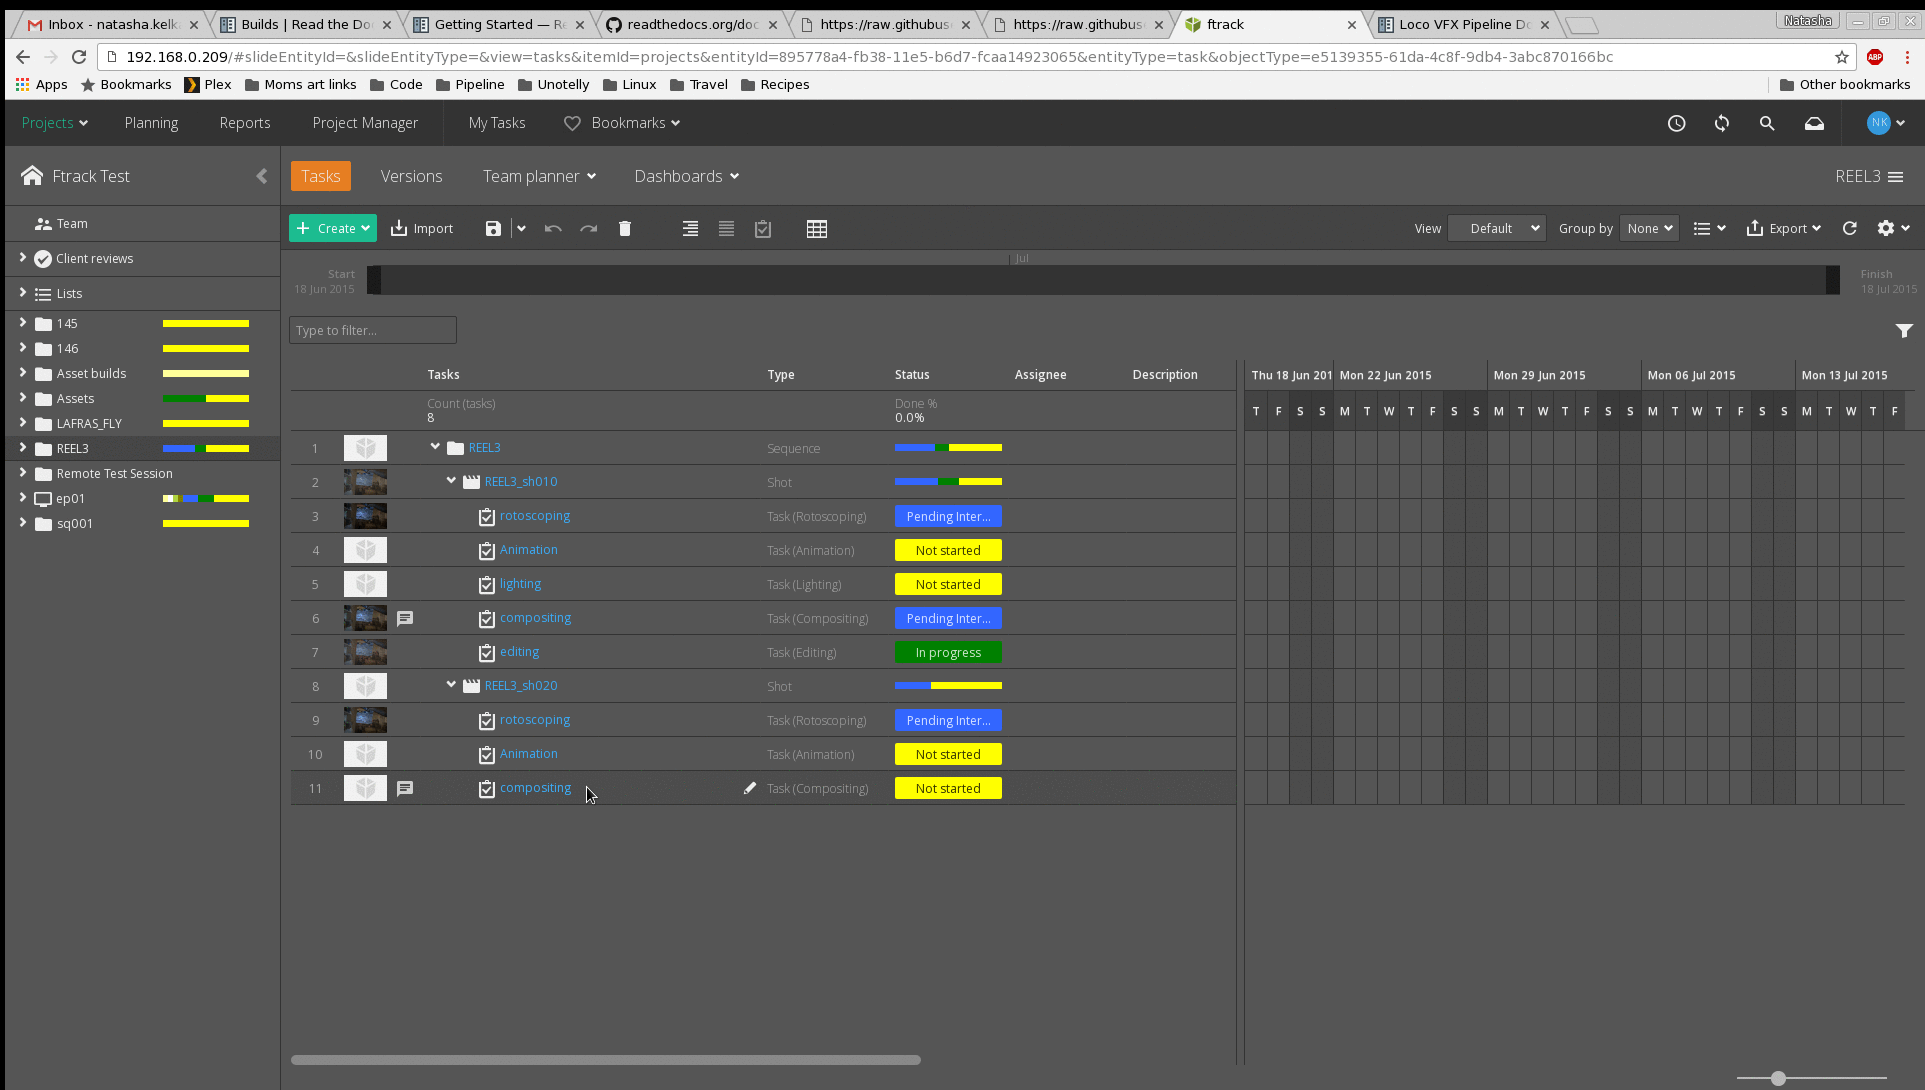 Inbox - natasha.kelk
Builds | Read the Do
Getting Started — Re
readthedocs.org/doc
https://raw.githubus
https://raw.githubus
ftrack
Loco VFX Pipeline Do
Natasha
192.168.0.209/#slideEntityId=&slideEntityType=&view=tasks&itemId=projects&entityId=895778a4-fb38-11e5-b6d7-fcaa14923065&entityType=task&objectType=e5139355-61da-4c8f-9db4-3abc870166bc
ABP
Apps Bookmarks Plex Moms art links Code Pipeline Unotelly Linux Travel Recipes Other bookmarks
Projects Planning Reports Project Manager My Tasks Bookmarks NK
Ftrack Test
Tasks Versions Team planner Dashboards REEL3
Team
Client reviews
Lists
145
146
Asset builds
Assets
LAFRAS_FLY
REEL3
Remote Test Session
ep01
sq001
Create Import View Default Group by None Export
Jul
Start Finish
18 Jun 2015 18 Jul 2015
Type to filter...
Tasks Type Status Assignee Description Thu 18 Jun 201 Mon 22 Jun 2015 Mon 29 Jun 2015 Mon 06 Jul 2015 Mon 13 Jul 2015
Count (tasks) Done %
8 0.0%
T F S S M T W T F S S M T W T F S S M T W T F S S M T W T F
1 REEL3 Sequence
2 REEL3_sh010 Shot
3 rotoscoping Task (Rotoscoping) Pending Inter...
4 Animation Task (Animation) Not started
5 lighting Task (Lighting) Not started
6 compositing Task (Compositing) Pending Inter...
7 editing Task (Editing) In progress
8 REEL3_sh020 Shot
9 rotoscoping Task (Rotoscoping) Pending Inter...
10 Animation Task (Animation) Not started
11 compositing Task (Compositing) Not started